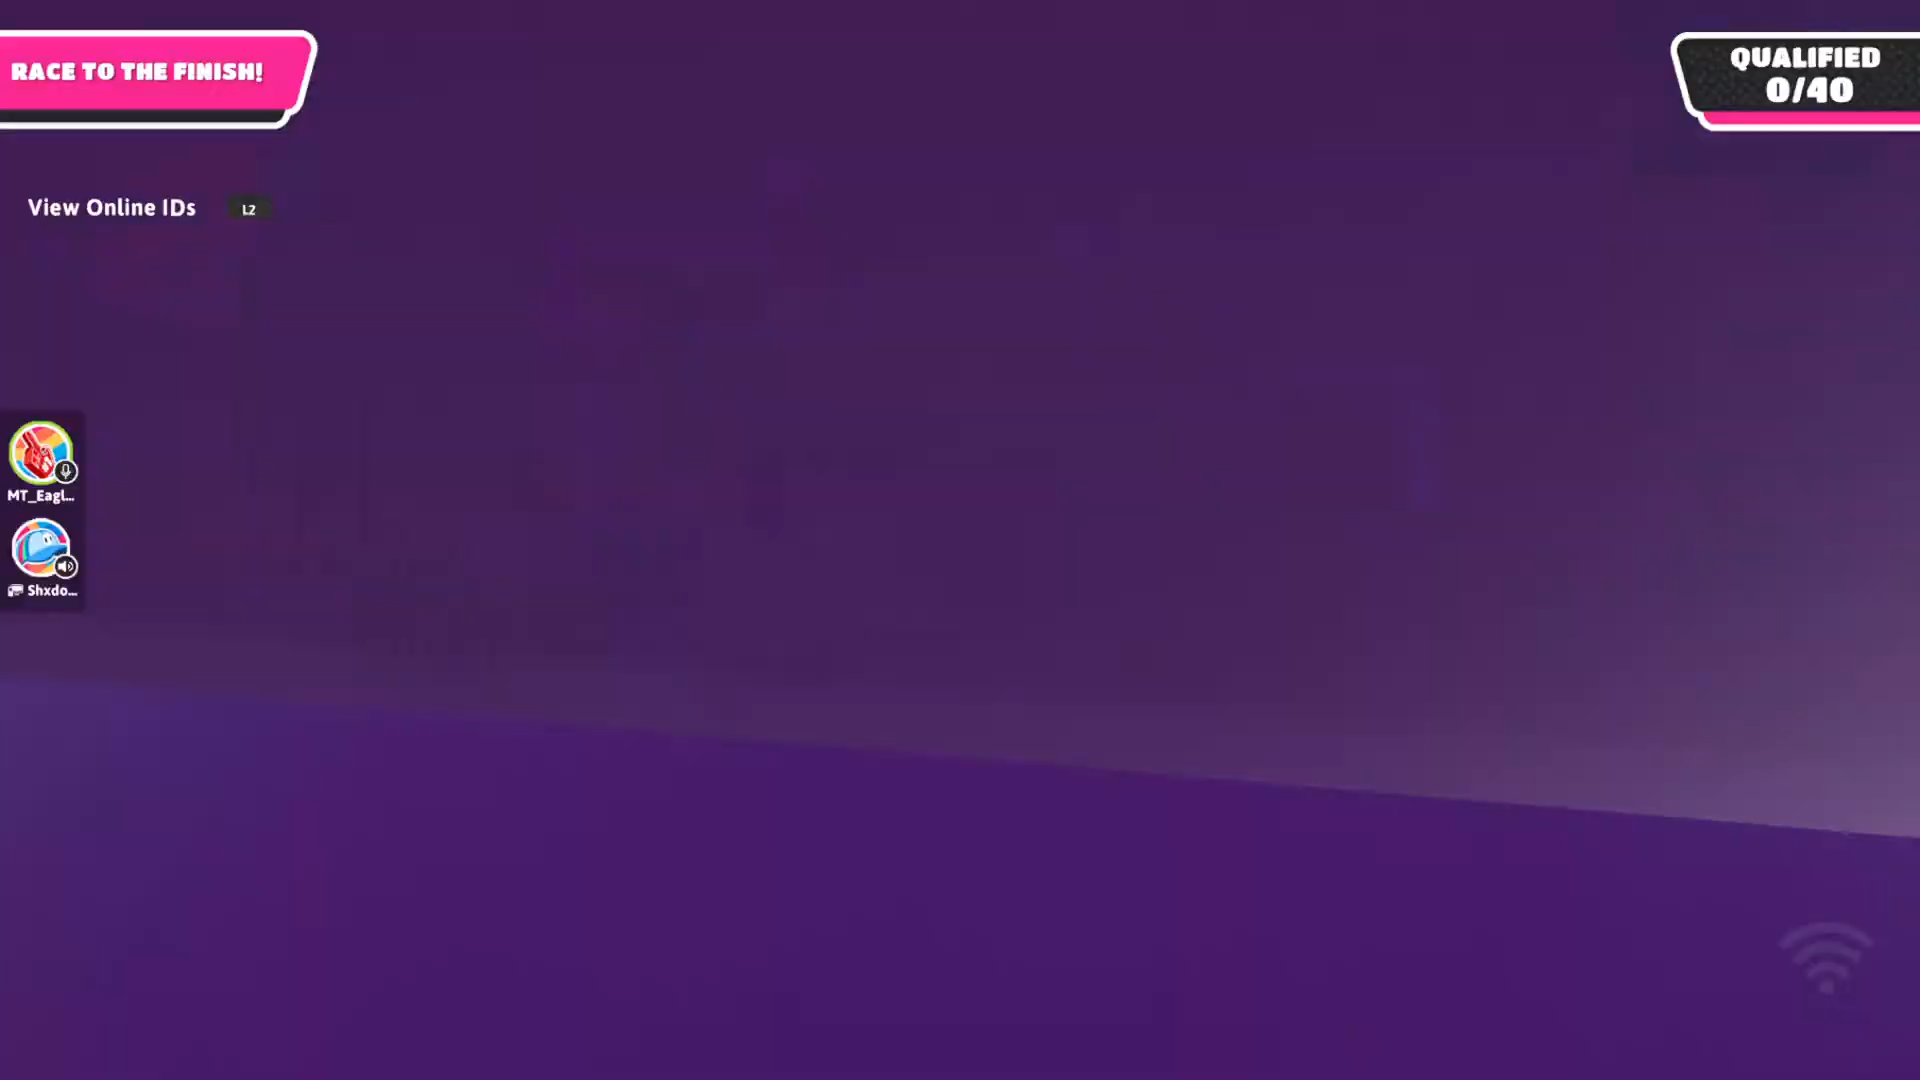 RACE TO THE FINISH!
QUALIFIED
0/40
View Online IDs L2
MT_Eagl...
Shxdo...